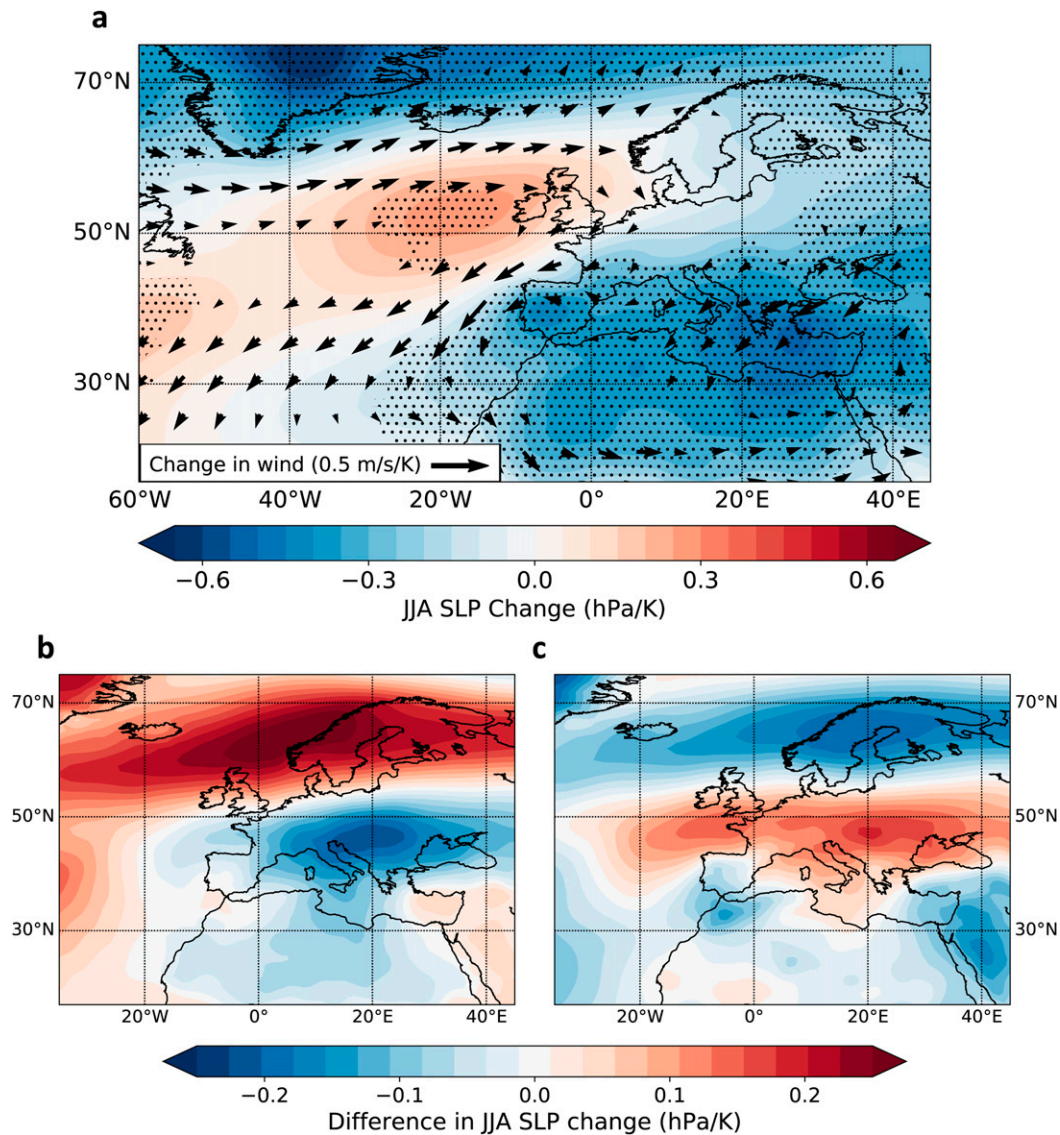 a
70°N
50°N
30°N
Change in wind (0.5 m/s/K)
60°W 40°W 20°W 0° 20°E 40°E
−0.6 −0.3 0.0 0.3 0.6
JJA SLP Change (hPa/K)
b c
70°N 70°N
50°N 50°N
30°N 30°N
20°W 0° 20°E 40°E 20°W 0° 20°E 40°E
−0.2 −0.1 0.0 0.1 0.2
Difference in JJA SLP change (hPa/K)